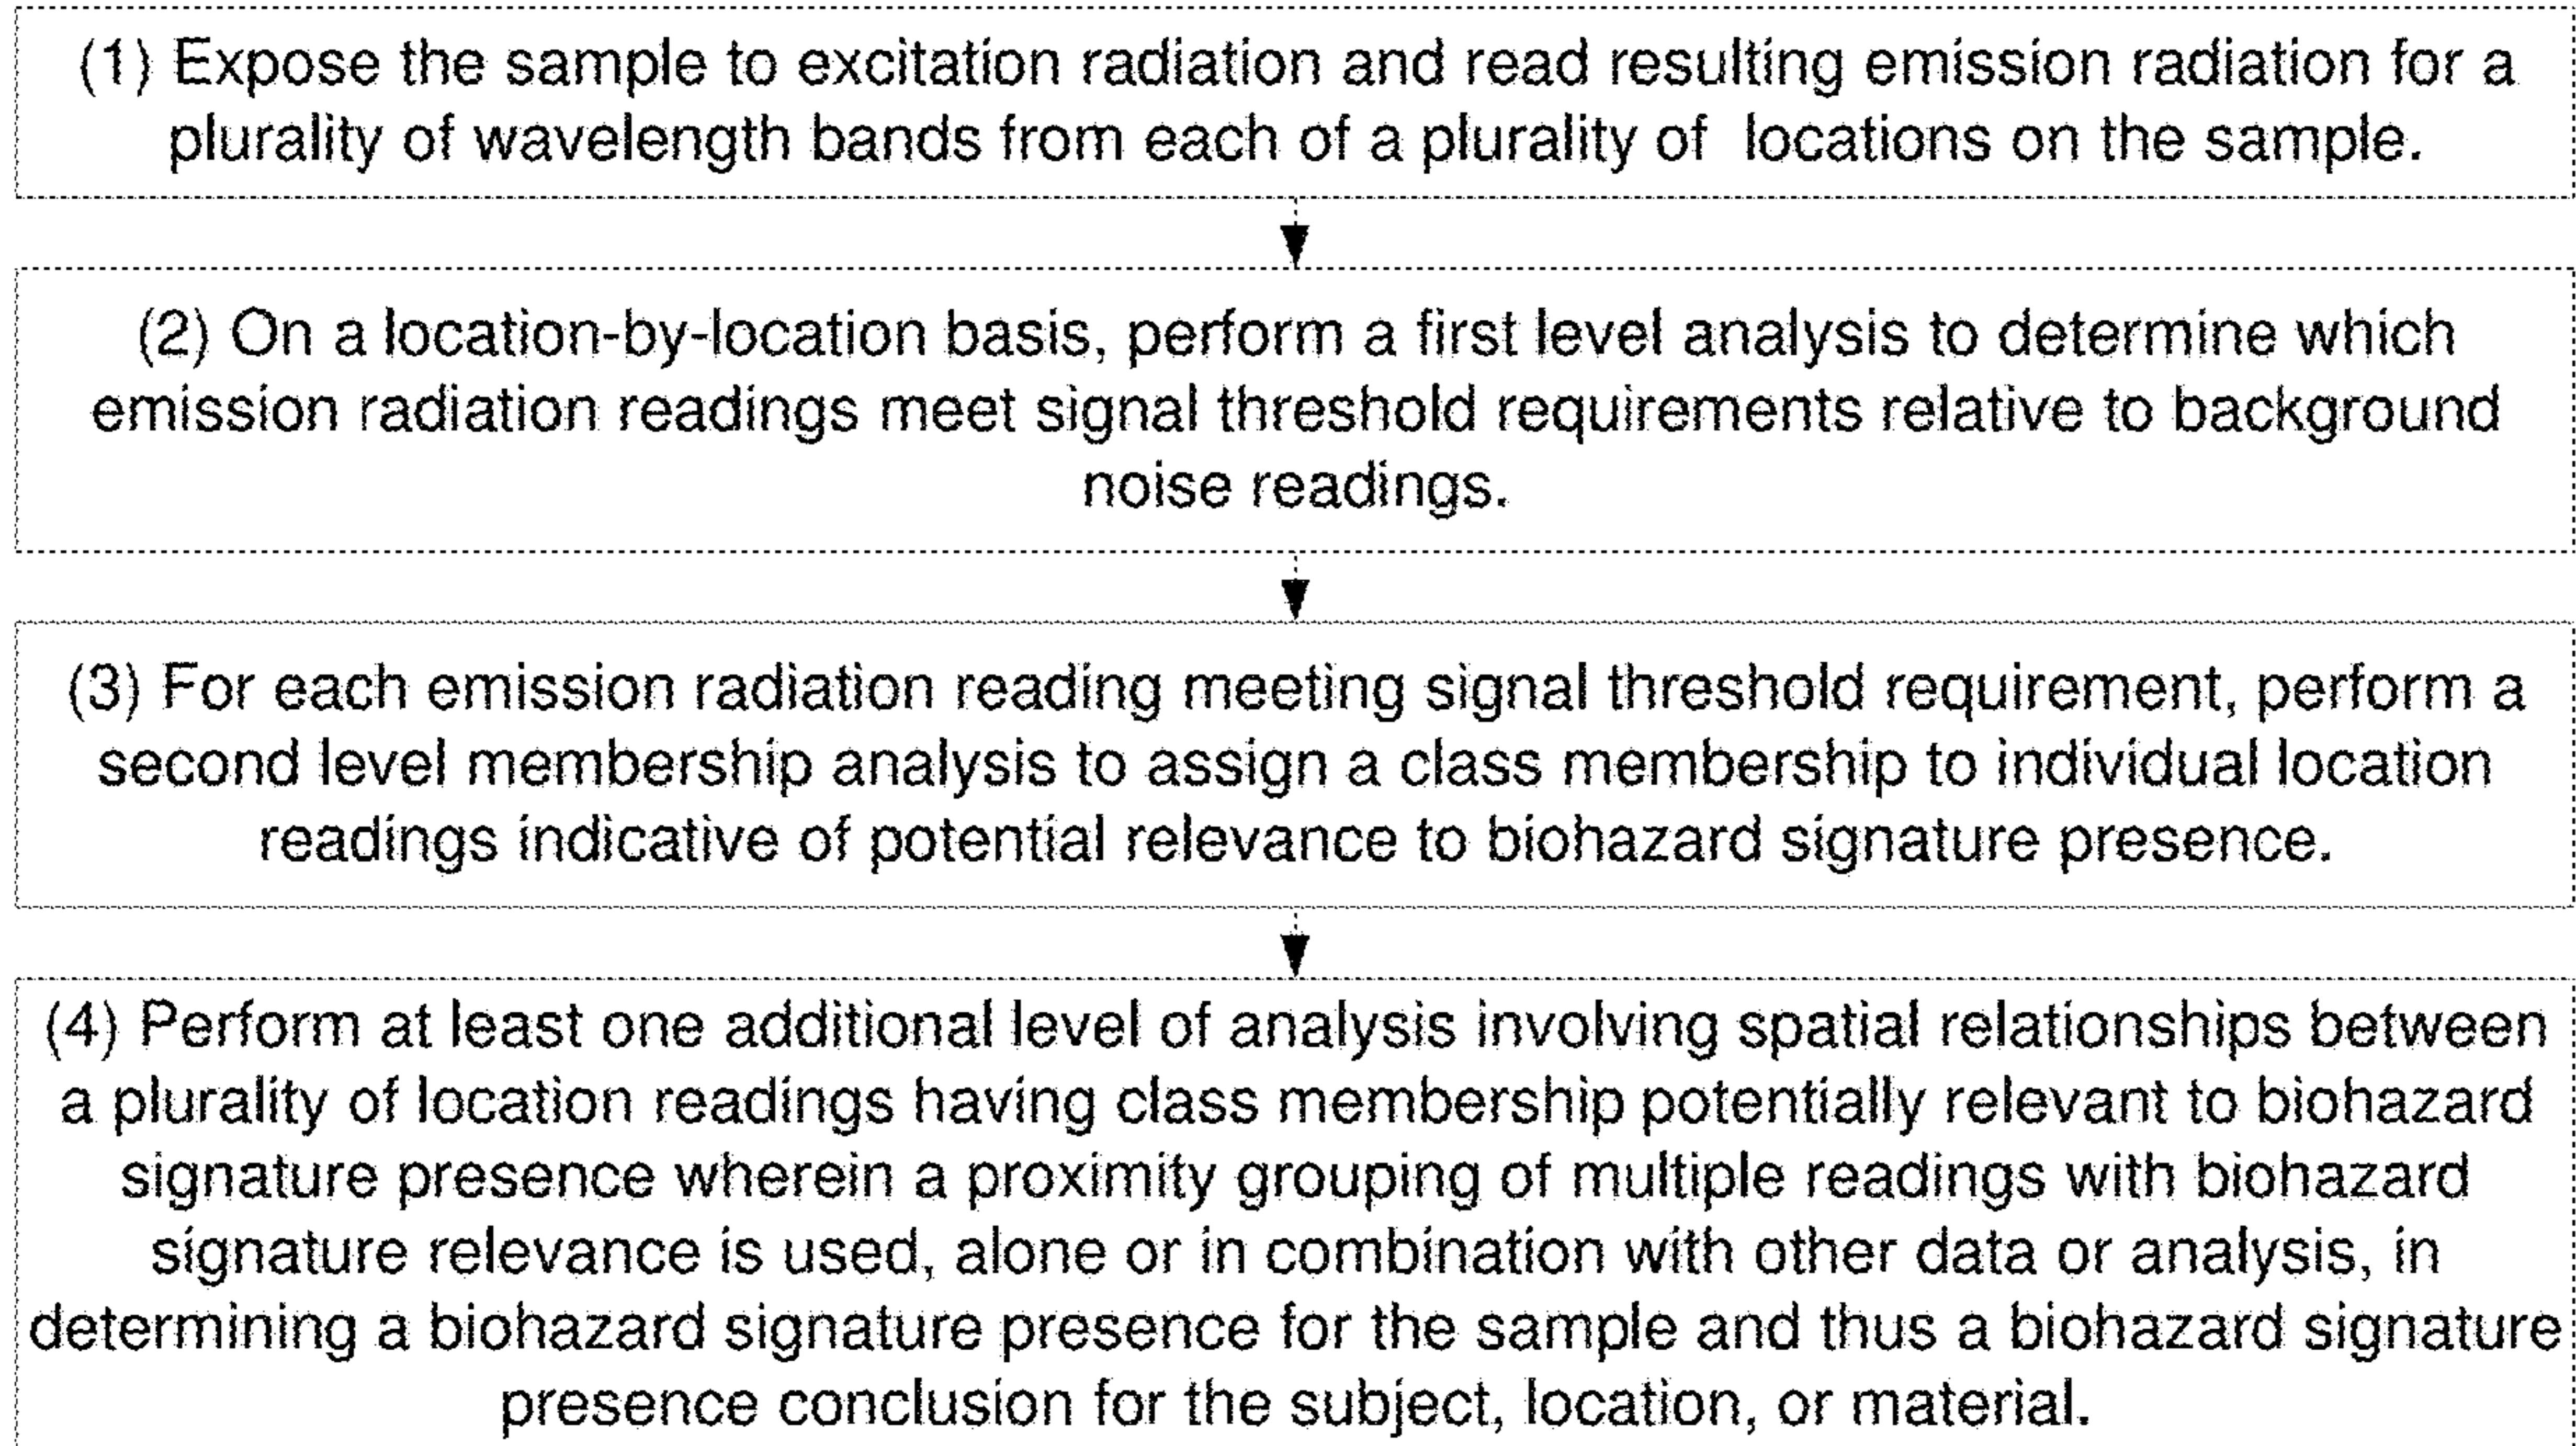 (1) Expose the sample to excitation radiation and read resulting emission radiation for a
plurality of wavelength bands from each of a plurality of locations on the sample.
(2) On a location-by-location basis, perform a first level analysis to determine which
emission radiation readings meet signal threshold requirements relative to background
noise readings.
(3) For each emission radiation reading meeting signal threshold requirement, perform a
second level membership analysis to assign a class membership to individual location
readings indicative of potential relevance to biohazard signature presence.
(4) Perform at least one additional level of analysis involving spatial relationships between
a plurality of location readings having class membership potentially relevant to biohazard
signature presence wherein a proximity grouping of multiple readings with biohazard
signature relevance is used, alone or in combination with other data or analysis, in
determining a biohazard signature presence for the sample and thus a biohazard signature
presence conclusion for the subject, location, or material.